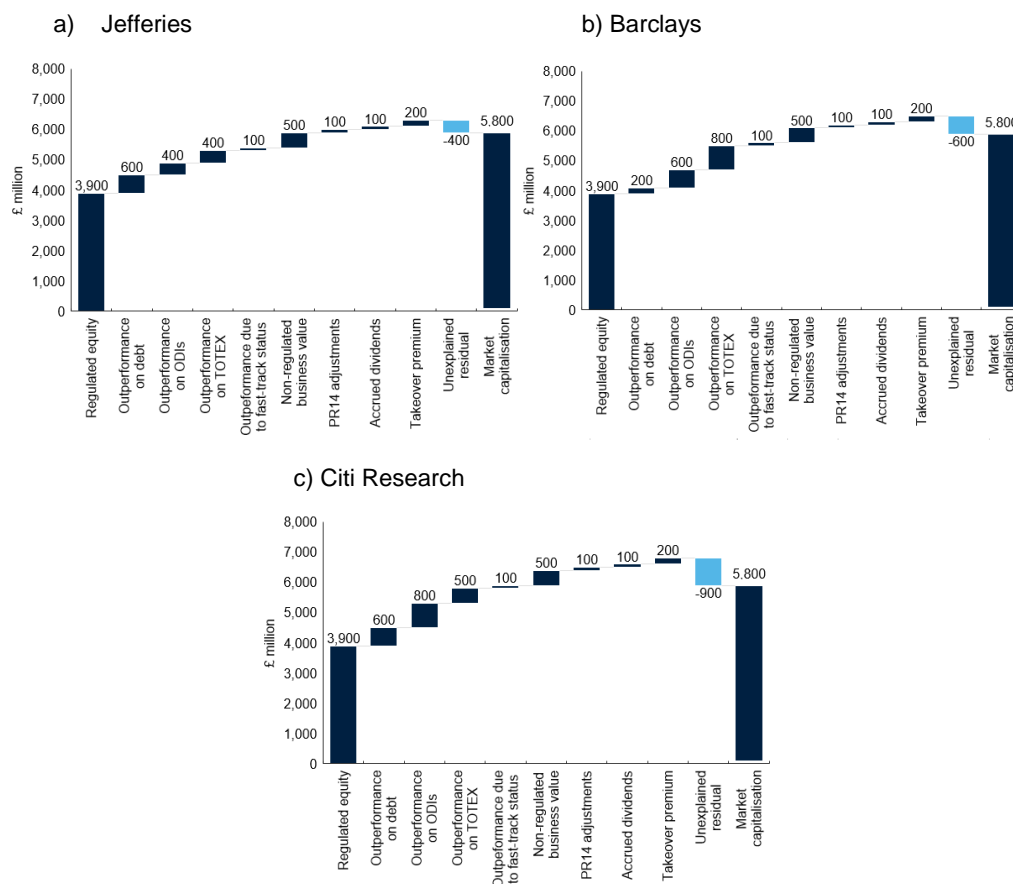 a) Jefferies
8,000
7,000
6,000
5,000
4,000
3,000
2,000
1,000
0
£ million
3,900
600
400
400
100
500
100
100
200
-400
5,800
Regulated equity
Outperformance
on debt
Outperformance
on ODIs
Outperformance
on TOTEX
Outpeformance due
to fast-track status
Non-regulated
business value
PR14 adjustments
Accrued dividends
Takeover premium
Unexplained
residual
Market
capitalisation
b) Barclays
8,000
7,000
6,000
5,000
4,000
3,000
2,000
1,000
0
£ million
3,900
200
600
800
100
500
100
100
200
-600
5,800
Regulated equity
Outperformance
on debt
Outperformance
on ODIs
Outperformance
on TOTEX
Outpeformance due
to fast-track status
Non-regulated
business value
PR14 adjustments
Accrued dividends
Takeover premium
Unexplained
residual
Market
capitalisation
c) Citi Research
8,000
7,000
6,000
5,000
4,000
3,000
2,000
1,000
0
£ million
3,900
600
800
500
100
500
100
100
200
-900
5,800
Regulated equity
Outperformance
on debt
Outperformance
on ODIs
Outperformance
on TOTEX
Outpeformance due
to fast-track status
Non-regulated
business value
PR14 adjustments
Accrued dividends
Takeover premium
Unexplained
residual
Market
capitalisation